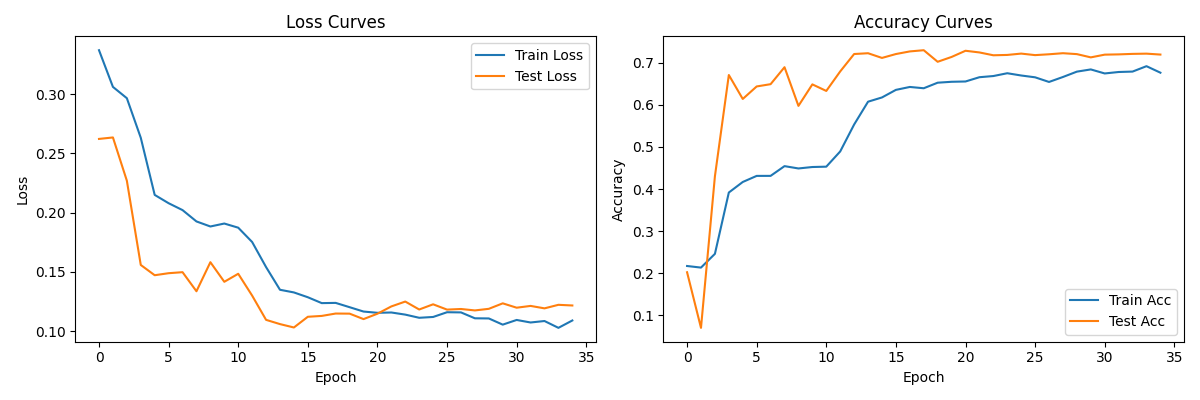 Loss Curves
Train Loss
Test Loss
0.30
0.25
0.20
0.15
0.10
Loss
0 5 10 15 20 25 30 35
Epoch
Accuracy Curves
0.7
0.6
0.5
0.4
0.3
0.2
0.1
Accuracy
Train Acc
Test Acc
0 5 10 15 20 25 30 35
Epoch